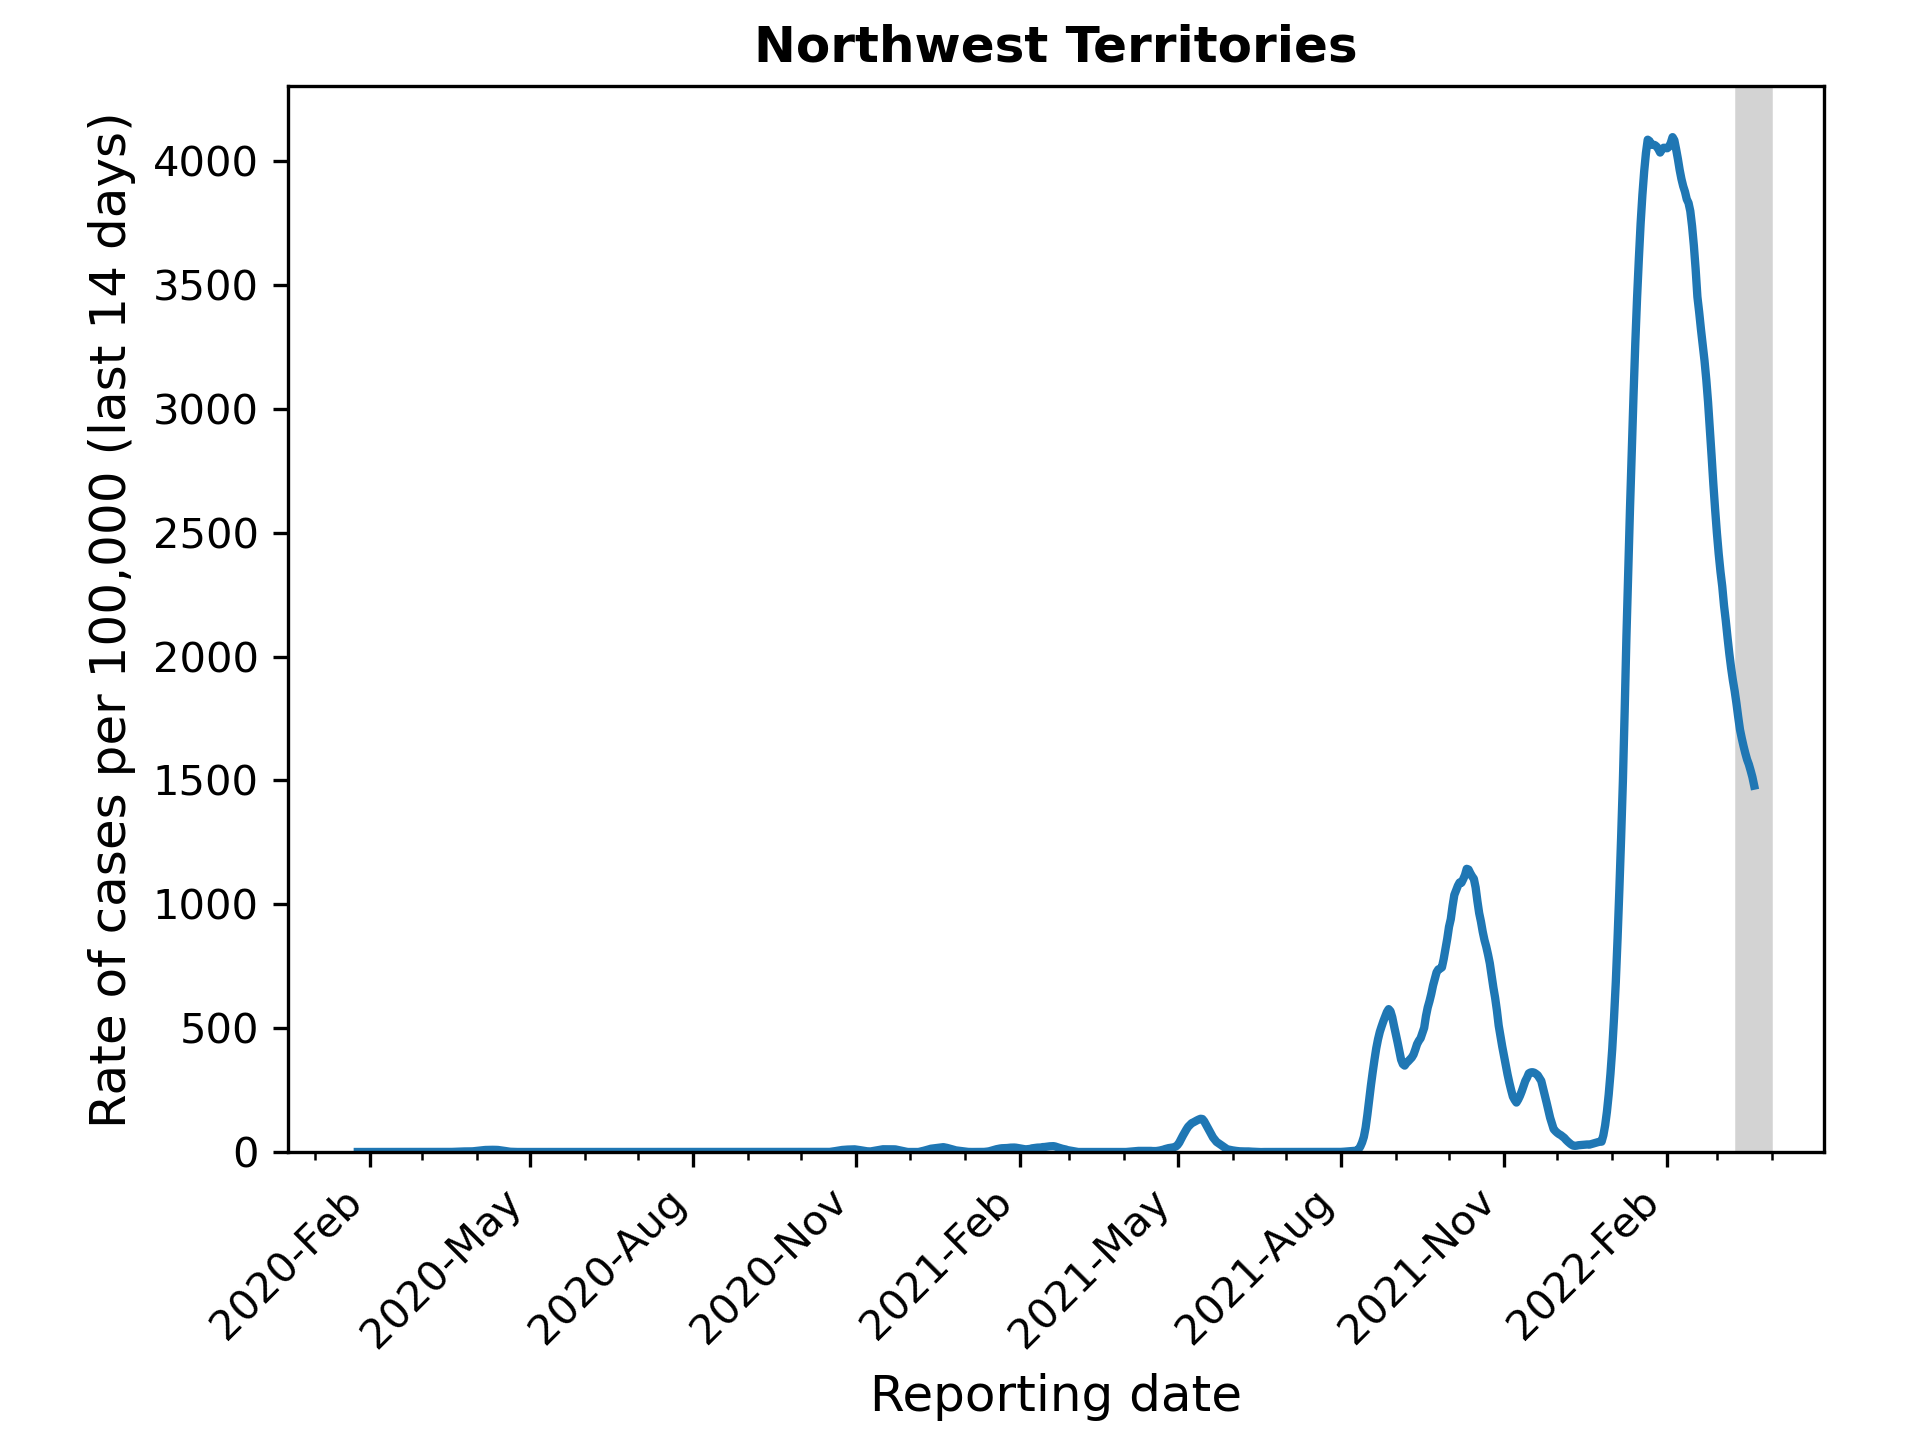 Northwest Territories
Rate of cases per 100,000 (last 14 days)
4000
3500
3000
2500
2000
1500
1000
500
0
2020-Feb
2020-May
2020-Aug
2020-Nov
2021-Feb
2021-May
2021-Aug
2021-Nov
2022-Feb
Reporting date